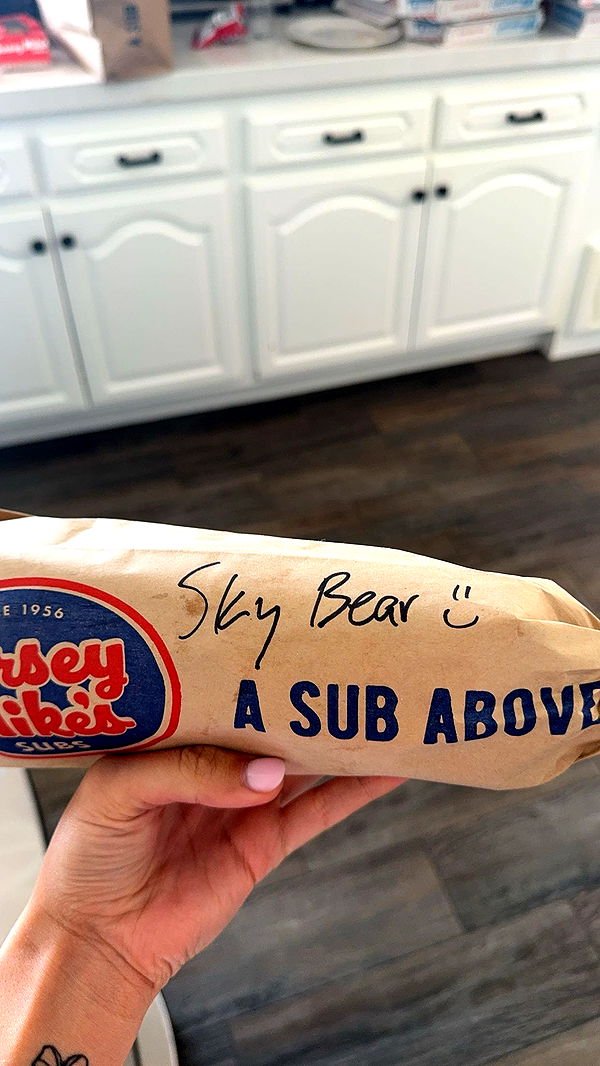 Sky Bear
E 1956
rsey
ike's
SUBS
A SUB ABOVE